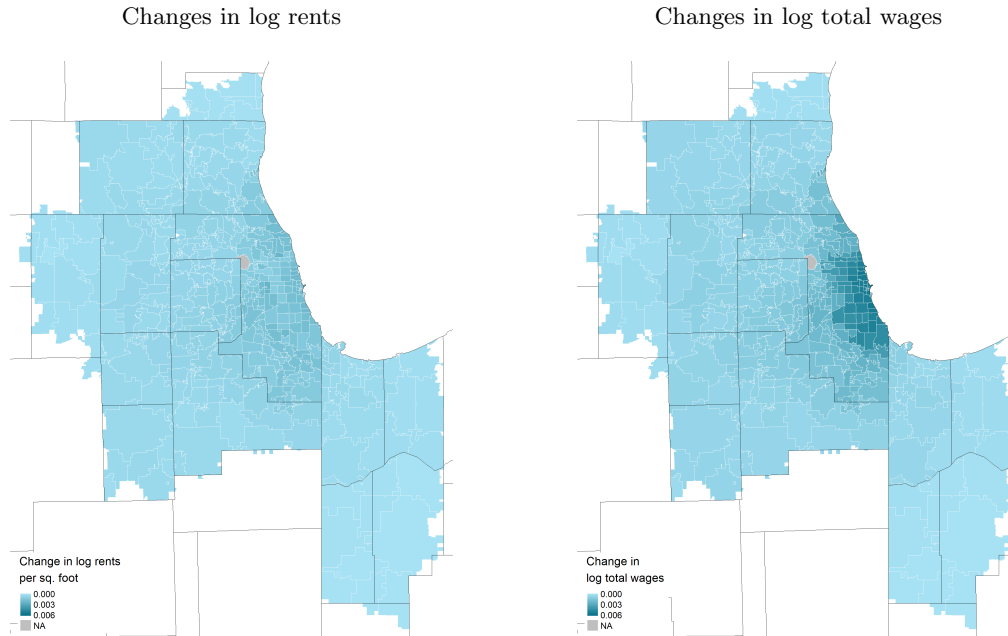 Changes in log rents
Changes in log total wages
Change in log rents
per sq. foot
0.000
0.003
0.006
NA
Change in
log total wages
0.000
0.003
0.006
NA